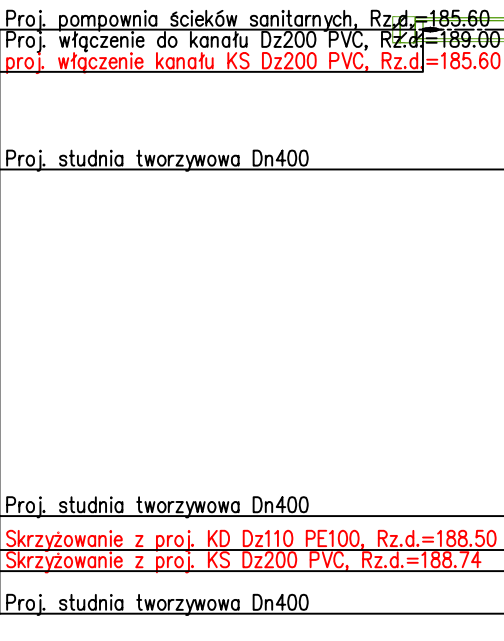 Proj. pompownia ścieków sanitarnych, Rz.d.=185.60
Proj. włączenie do kanału Dz200 PVC, Rz.d.=189.00
proj. włączenie kanału KS Dz200 PVC, Rz.d.=185.60
Proj. studnia tworzywowa Dn400
Proj. studnia tworzywowa Dn400
Skrzyżowanie z proj. KD Dz110 PE100, Rz.d.=188.50
Skrzyżowanie z proj. KS Dz200 PVC, Rz.d.=188.74
Proj. studnia tworzywowa Dn400